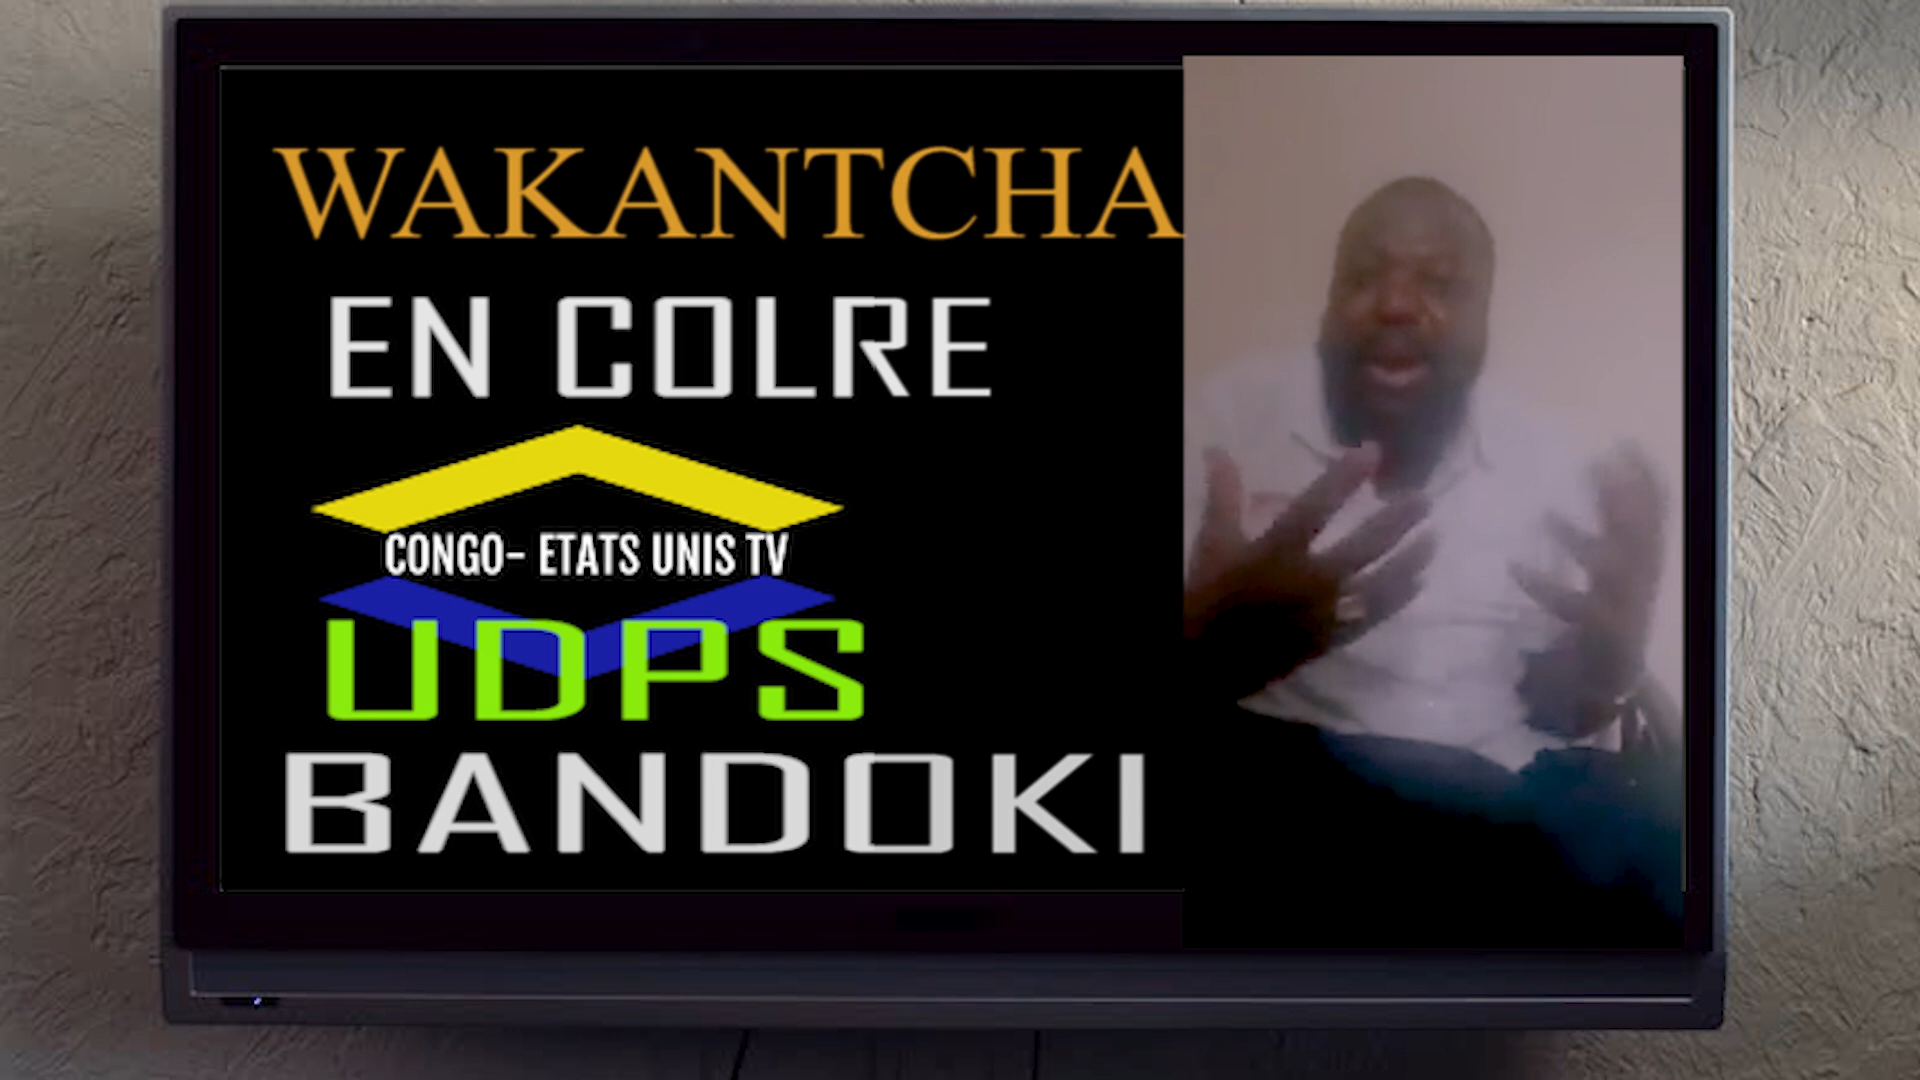 WAKANTCHA
EN COLRE
CONGO- ETATS UNIS TV
UDPS
BANDOKI